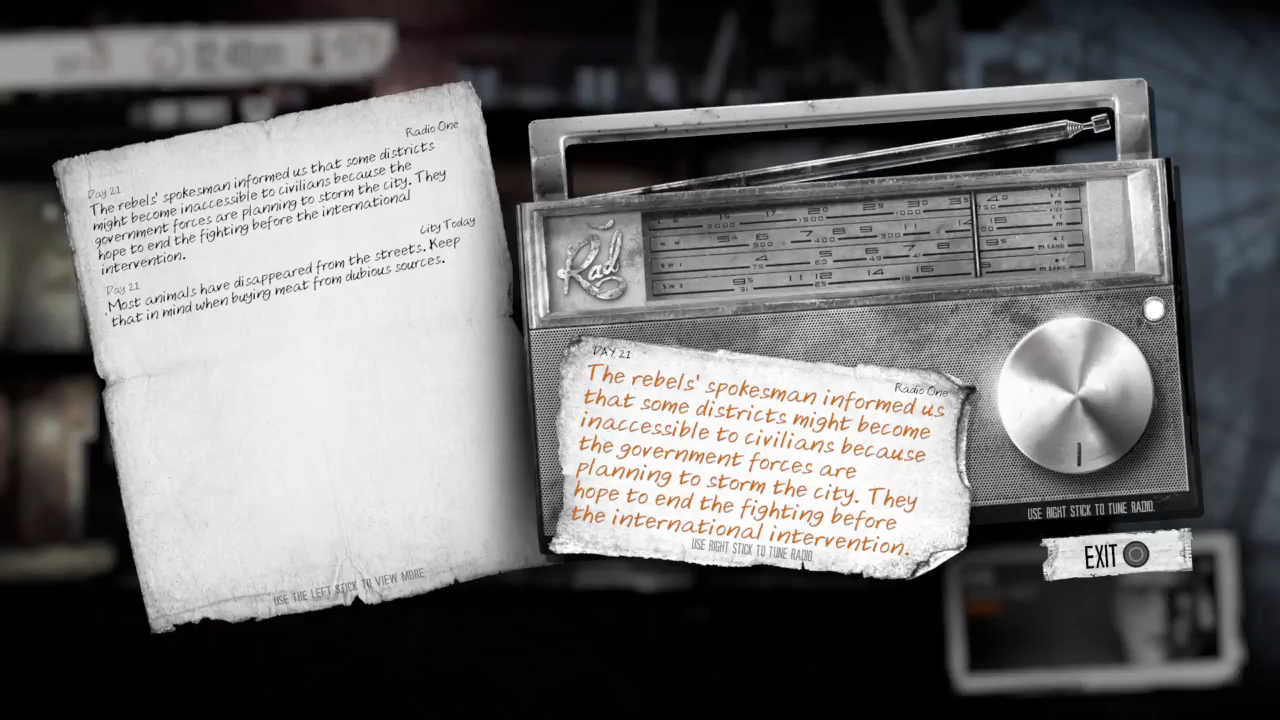 12:40pm
Radio One
Day 21
The rebels' spokesman informed us that some districts
might become inaccessible to civilians because the
government forces are planning to storm the city. They
hope to end the fighting before the international
intervention.
City Today
Day 21
Most animals have disappeared from the streets. Keep
that in mind when buying meat from dubious sources.
USE THE LEFT STICK TO VIEW MORE.
Rad
DAY 21
Radio One
The rebels' spokesman informed us
that some districts might become
inaccessible to civilians because
the government forces are
planning to storm the city. They
hope to end the fighting before
the international intervention.
USE RIGHT STICK TO TUNE RADIO.
USE RIGHT STICK TO TUNE RADIO.
EXIT